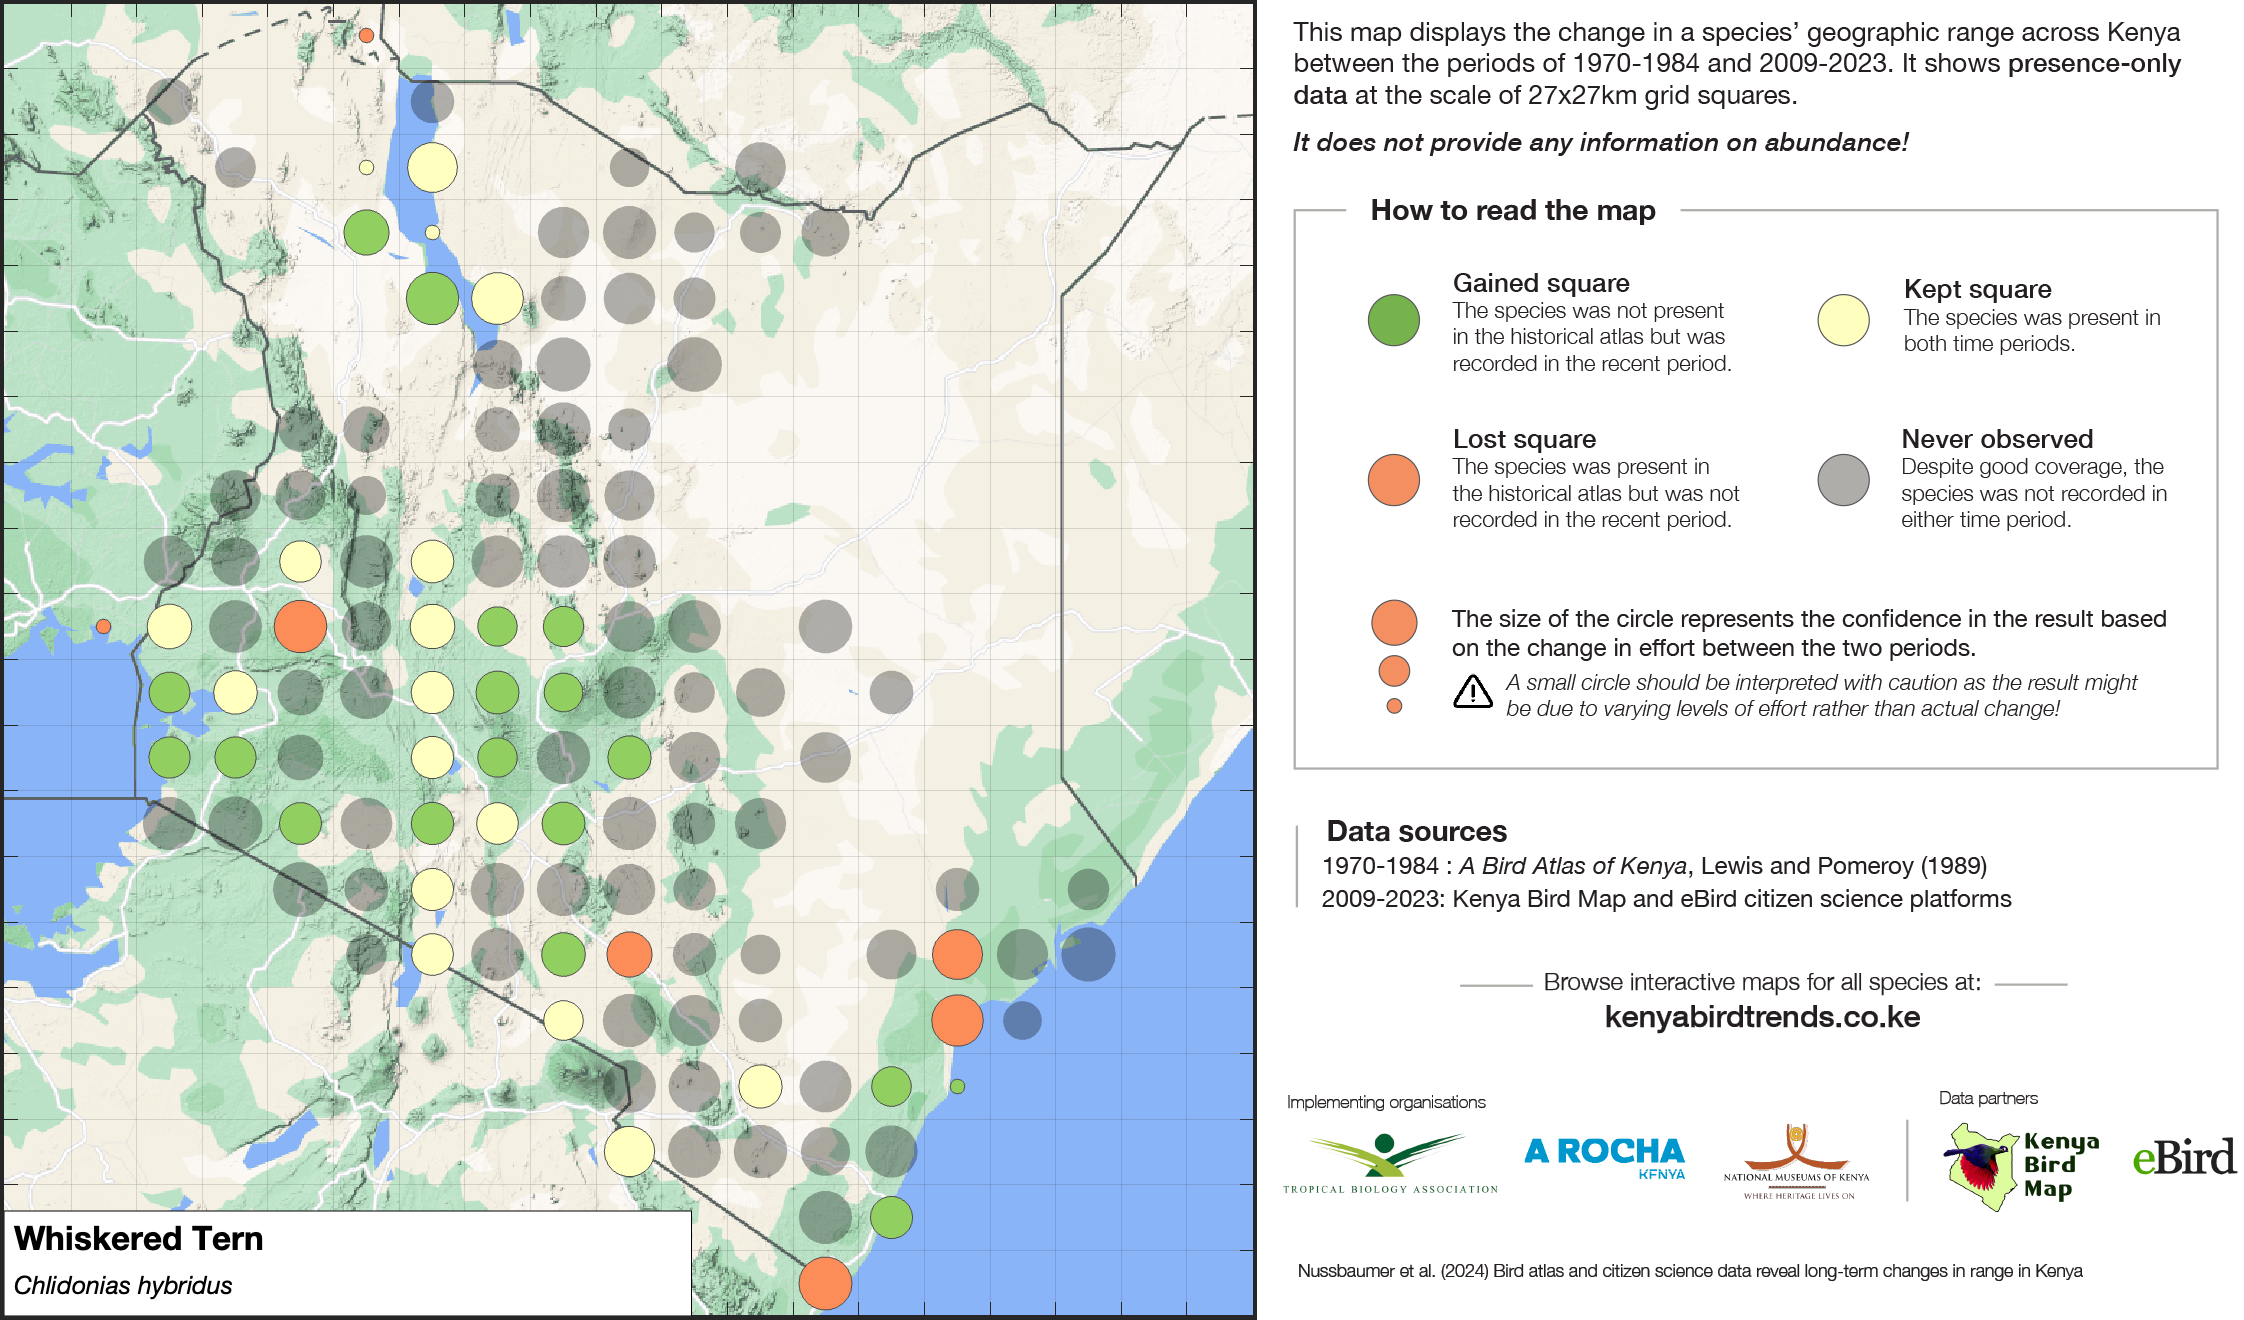 This map displays the change in a species’ geographic range across Kenya
between the periods of 1970-1984 and 2009-2023. It shows presence-only
data at the scale of 27x27km grid squares.
It does not provide any information on abundance!
How to read the map
Gained square
The species was not present
in the historical atlas but was
recorded in the recent period.
Kept square
The species was present in
both time periods.
Lost square
The species was present in
the historical atlas but was not
recorded in the recent period.
Never observed
Despite good coverage, the
species was not recorded in
either time period.
The size of the circle represents the confidence in the result based
on the change in effort between the two periods.
A small circle should be interpreted with caution as the result might
be due to varying levels of effort rather than actual change!
Data sources
1970-1984 : A Bird Atlas of Kenya, Lewis and Pomeroy (1989)
2009-2023: Kenya Bird Map and eBird citizen science platforms
Browse interactive maps for all species at:
kenyabirdtrends.co.ke
Implementing organisations
Data partners
TROPICAL BIOLOGY ASSOCIATION
A ROCHA
KENYA
NATIONAL MUSEUMS OF KENYA
WHERE HERITAGE LIVES ON
Kenya
Bird
Map
eBird
Whiskered Tern
Chlidonias hybridus
Nussbaumer et al. (2024) Bird atlas and citizen science data reveal long-term changes in range in Kenya